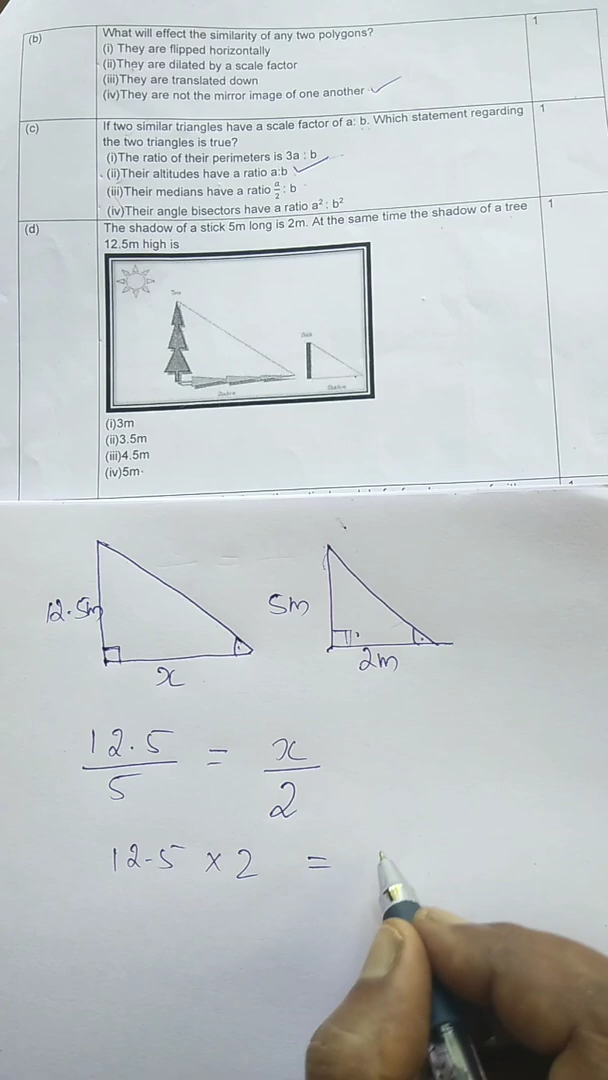 (b)
What will effect the similarity of any two polygons?
1
(i) They are flipped horizontally
(ii)They are dilated by a scale factor
(iii)They are translated down
(iv)They are not the mirror image of one another
(c)
If two similar triangles have a scale factor of a: b. Which statement regarding
1
the two triangles is true?
(i)The ratio of their perimeters is 3a : b
(ii)Their altitudes have a ratio a:b
(iii)Their medians have a ratio a/2 : b
(iv)Their angle bisectors have a ratio a² : b²
(d)
The shadow of a stick 5m long is 2m. At the same time the shadow of a tree
1
12.5m high is
Tree
Stick
Shadow
Shadow
(i)3m
(ii)3.5m
(iii)4.5m
(iv)5m
12.5m
5m
x
2m
12.5/5 = x/2
12.5 × 2 =